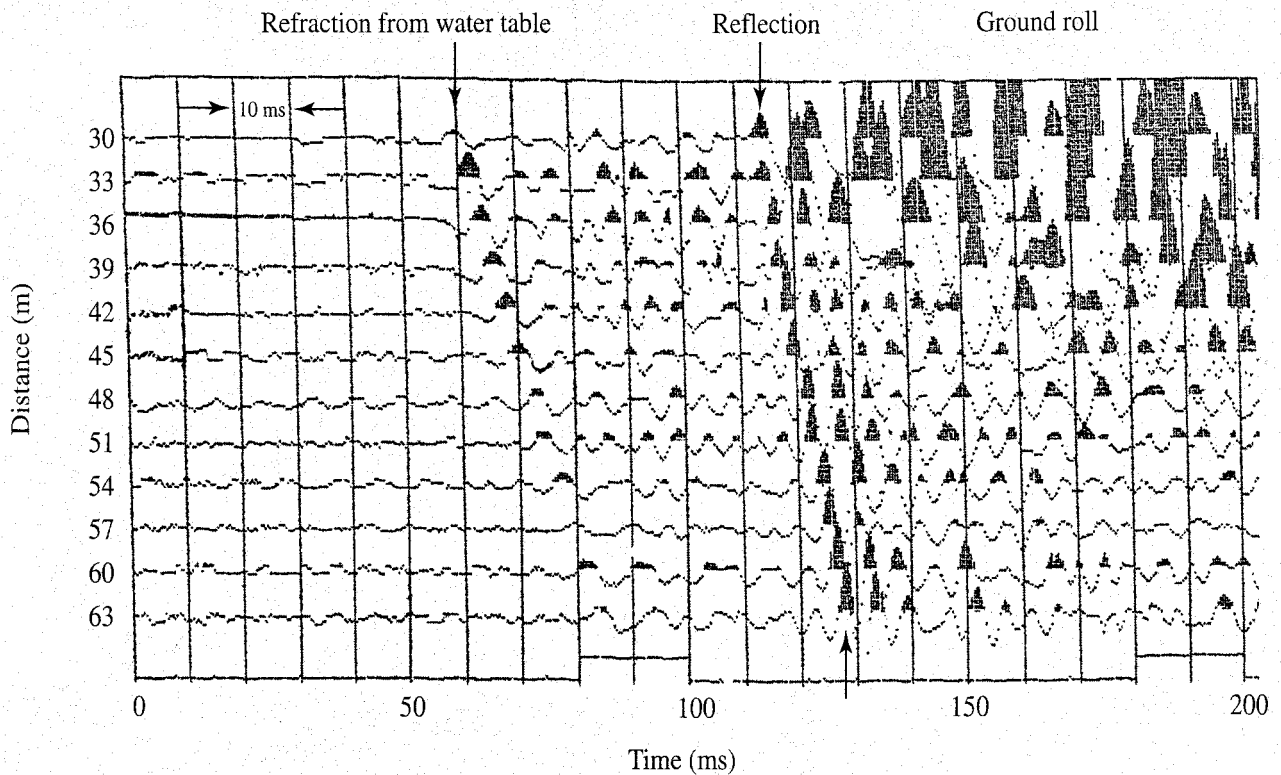 Refraction from water table Reflection Ground roll
10 ms
30
33
36
39
42
45
48
51
54
57
60
63
Distance (m)
0 50 100 150 200
Time (ms)